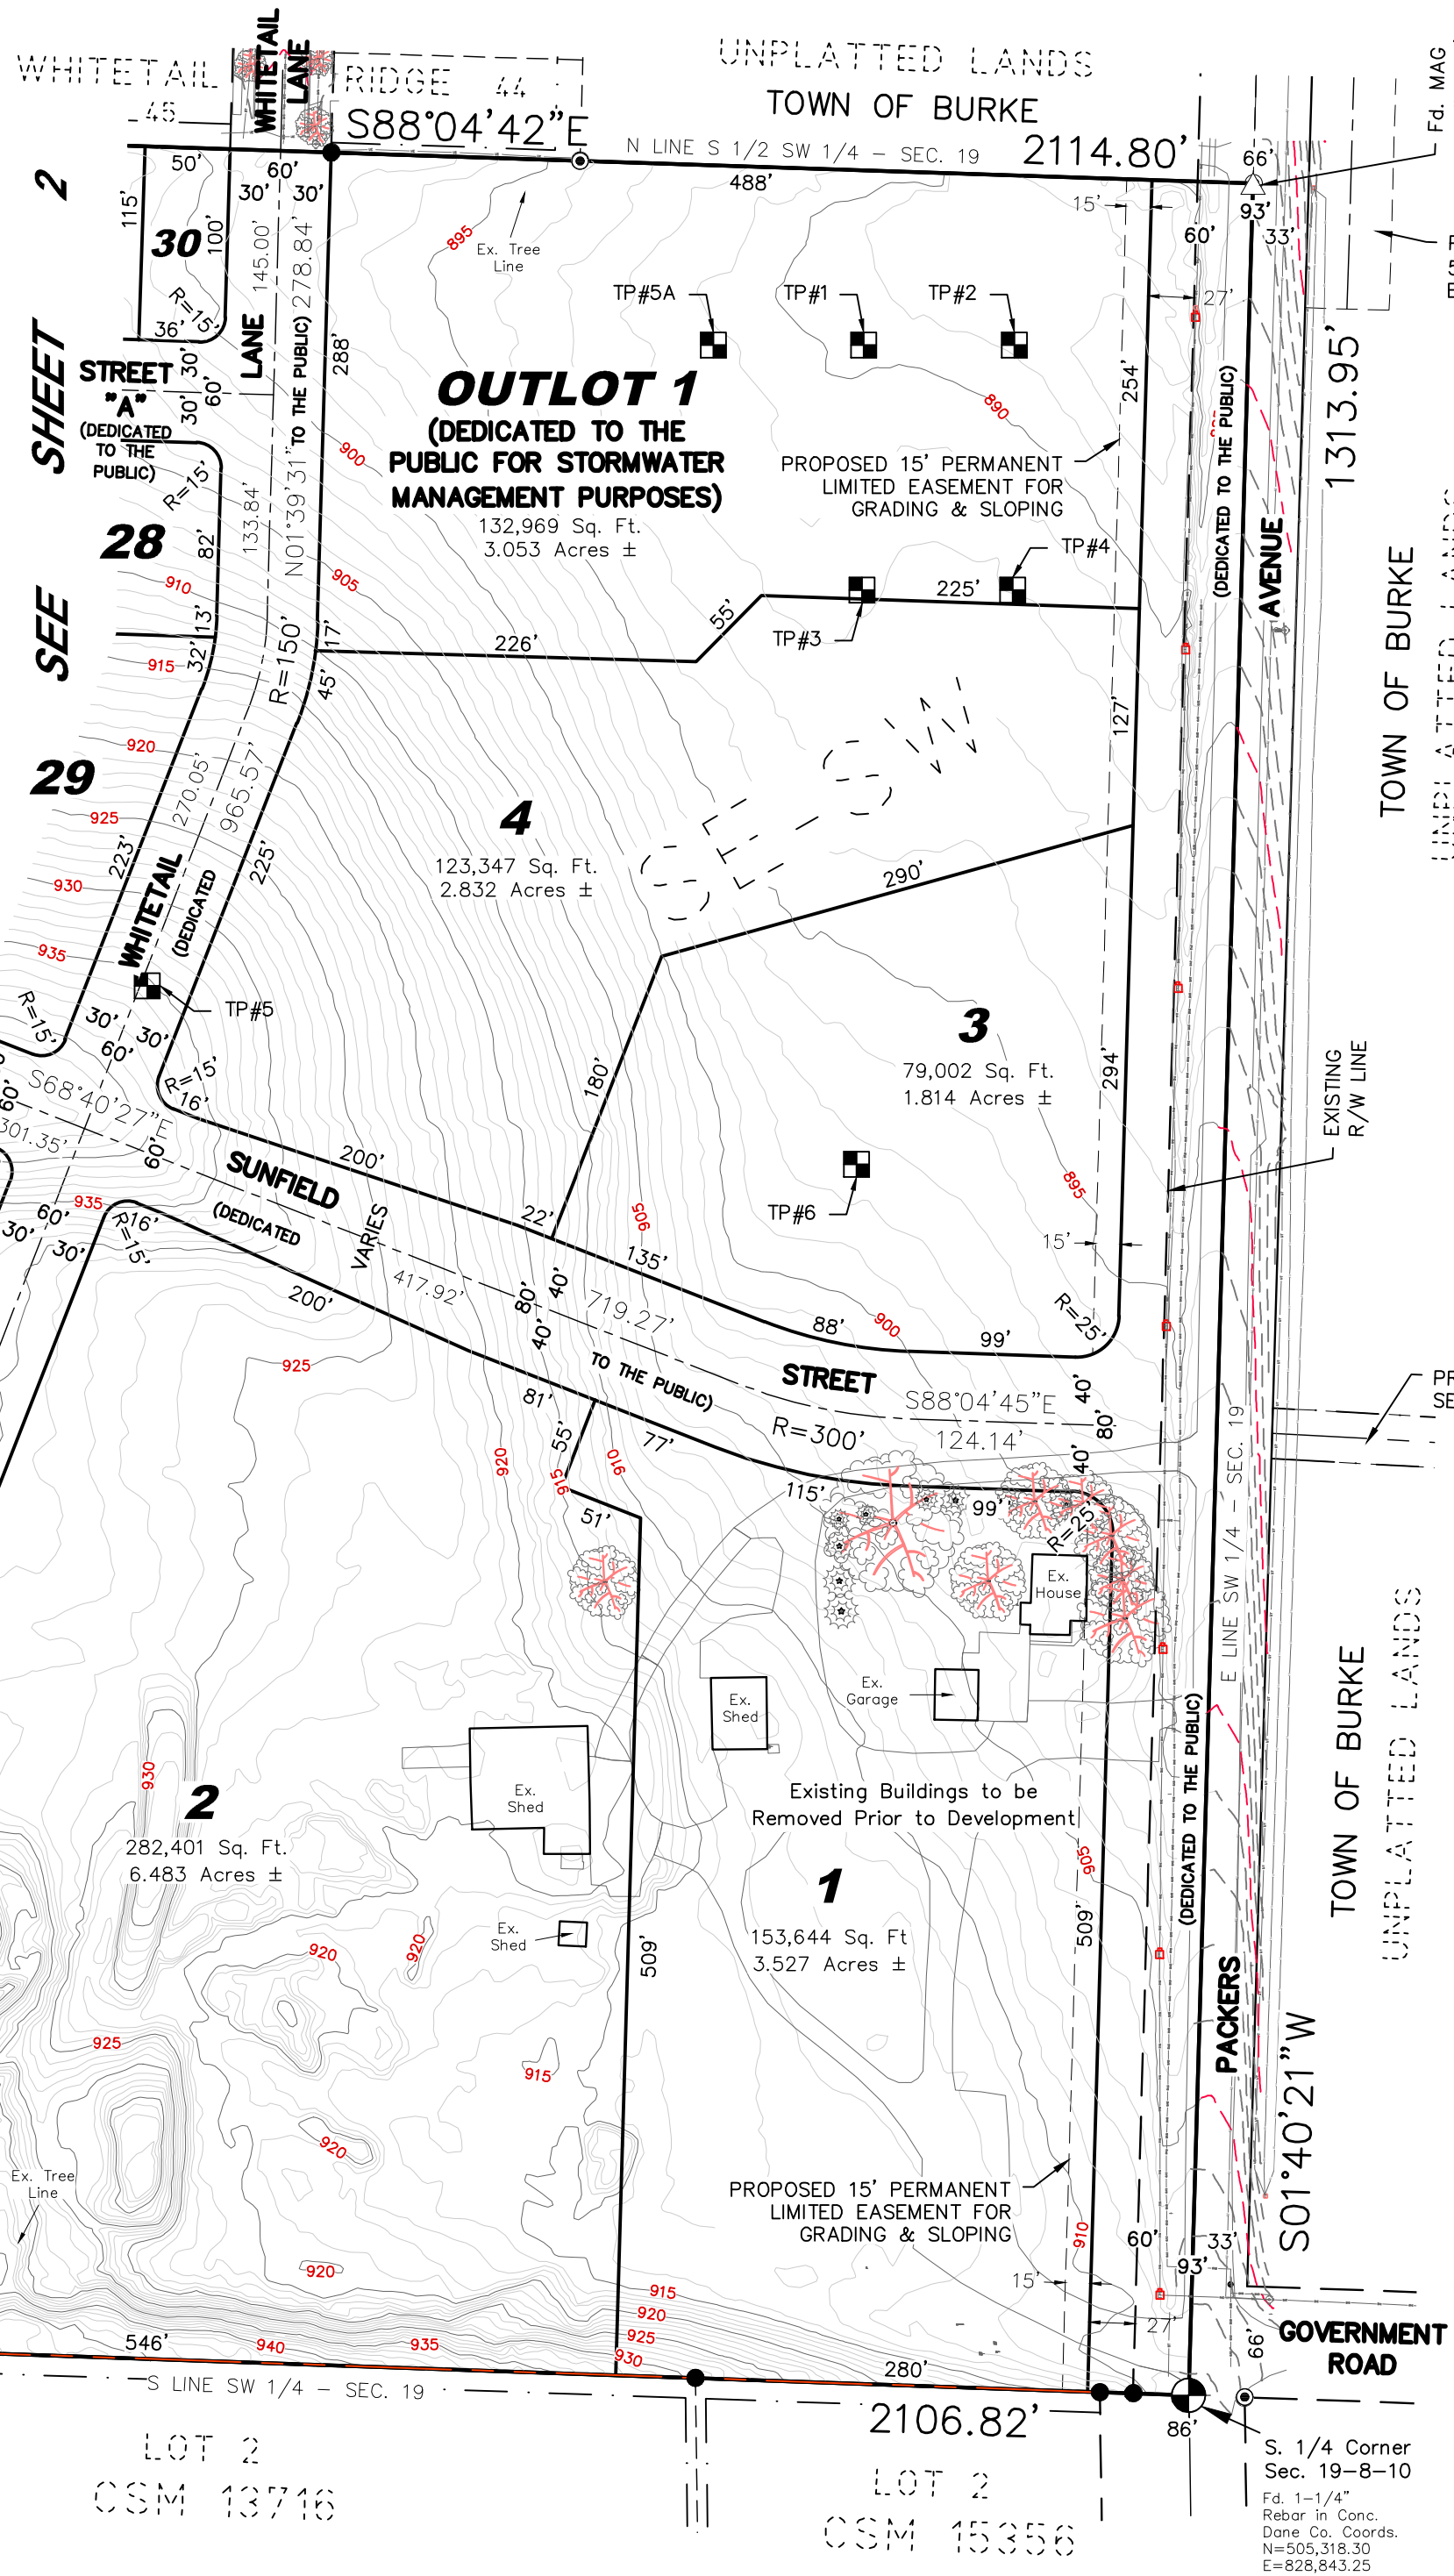 WHITETAIL
WHITETAIL
LANE
RIDGE 44
45
UNPLATTED LANDS
TOWN OF BURKE
Fd. MAG
S88°04'42"E
N LINE S 1/2 SW 1/4 - SEC. 19
2114.80'
SEE SHEET 2
50'
60'
30' 30'
488'
66'
93'
60'
33'
15'
27'
115'
30
100'
145.00'
278.84'
R=15'
36'
STREET
"A"
(DEDICATED
TO THE
PUBLIC)
30'
30'
60'
LANE
TO THE PUBLIC)
N01°39'31"
288'
133.84'
R=15'
895
Ex. Tree
Line
TP#5A
TP#1
TP#2
OUTLOT 1
(DEDICATED TO THE
PUBLIC FOR STORMWATER
MANAGEMENT PURPOSES)
132,969 Sq. Ft.
3.053 Acres ±
900
890
254'
PROPOSED 15' PERMANENT
LIMITED EASEMENT FOR
GRADING & SLOPING
(DEDICATED TO THE PUBLIC)
AVENUE
1313.95'
TOWN OF BURKE
28
82'
13'
32'
910
905
915
17'
45'
R=150'
226'
55'
225'
TP#3
TP#4
127'
SIGN
29
920
925
930
935
223'
270.05'
965.57'
225'
WHITETAIL
(DEDICATED
4
123,347 Sq. Ft.
2.832 Acres ±
290'
3
79,002 Sq. Ft.
1.814 Acres ±
180'
294'
TP#5
R=15'
30'
30'
60'
R=15'
16'
S68°40'27"E
301.35'
60'
60'
200'
SUNFIELD
(DEDICATED
VARIES
22'
905
135'
TP#6
895
15'
EXISTING
R/W LINE
935
60'
30' 30'
16'
R=15'
200'
417.92'
80'
40'
40'
719.27'
88'
900
99'
R=25'
TO THE PUBLIC)
STREET
S88°04'45"E
124.14'
R=300'
40'
80'
40'
925
81'
55'
77'
920
915
910
51'
115'
99'
R=25'
Ex.
House
E LINE SW 1/4 - SEC. 19
Ex.
Garage
Ex.
Shed
Ex.
Shed
Existing Buildings to be
Removed Prior to Development
930
2
282,401 Sq. Ft.
6.483 Acres ±
1
153,644 Sq. Ft
3.527 Acres ±
905
509'
509'
Ex.
Shed
920
920
925
915
920
(DEDICATED TO THE PUBLIC)
PACKERS
TOWN OF BURKE
UNPLATTED LANDS
S01°40'21"W
Ex. Tree
Line
PROPOSED 15' PERMANENT
LIMITED EASEMENT FOR
GRADING & SLOPING
910
60'
33'
93'
15'
27'
66'
920
915
920
925
930
546'
940
935
280'
GOVERNMENT
ROAD
S LINE SW 1/4 - SEC. 19
2106.82'
86'
S. 1/4 Corner
Sec. 19-8-10
Fd. 1-1/4"
Rebar in Conc.
Dane Co. Coords.
N=505,318.30
E=828,843.25
LOT 2
CSM 13716
LOT 2
CSM 15356